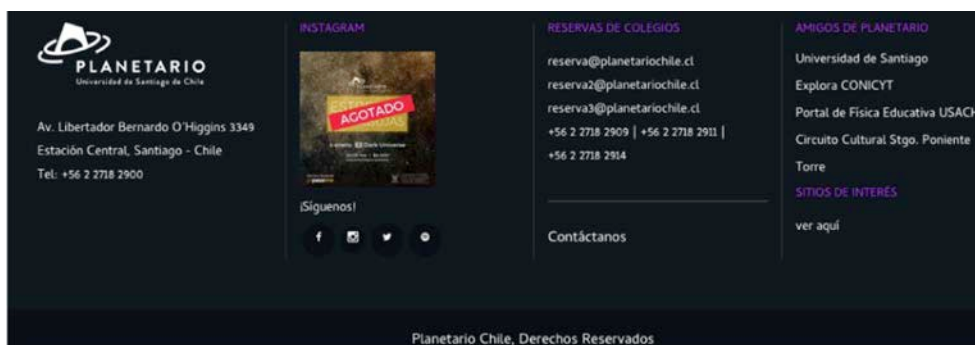 PLANETARIO
Universidad de Santiago de Chile
Av. Libertador Bernardo O'Higgins 3349
Estación Central, Santiago - Chile
Tel: +56 2 2718 2900
INSTAGRAM
AGOTADO
Dark Universe
¡Síguenos!
RESERVAS DE COLEGIOS
reserva@planetariochile.cl
reserva2@planetariochile.cl
reserva3@planetariochile.cl
+56 2 2718 2909 | +56 2 2718 2911 |
+56 2 2718 2914
Contáctanos
AMIGOS DE PLANETARIO
Universidad de Santiago
Explora CONICYT
Portal de Física Educativa USACH
Circuito Cultural Stgo. Poniente
Torre
SITIOS DE INTERÉS
ver aquí
Planetario Chile, Derechos Reservados